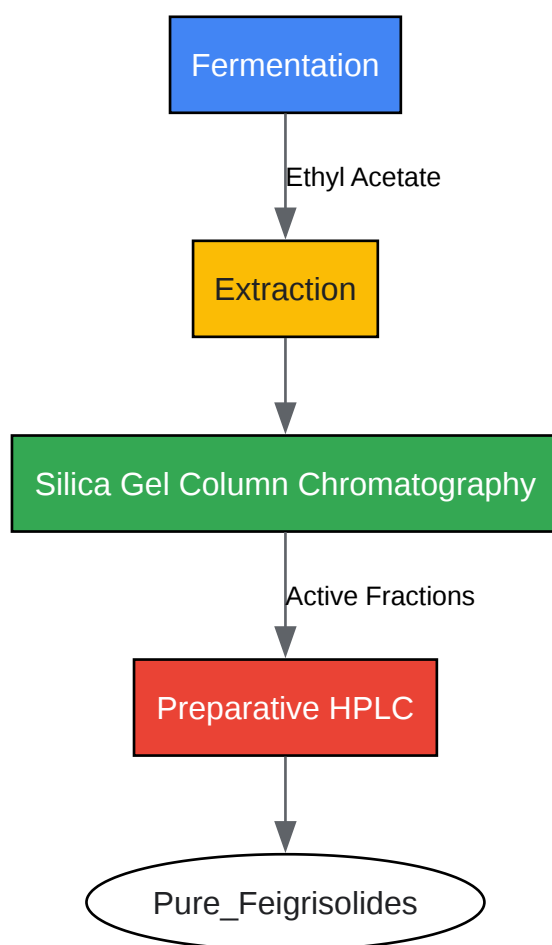 Fermentation
Ethyl Acetate
Extraction
Silica Gel Column Chromatography
Active Fractions
Preparative HPLC
Pure_Feigrisolides